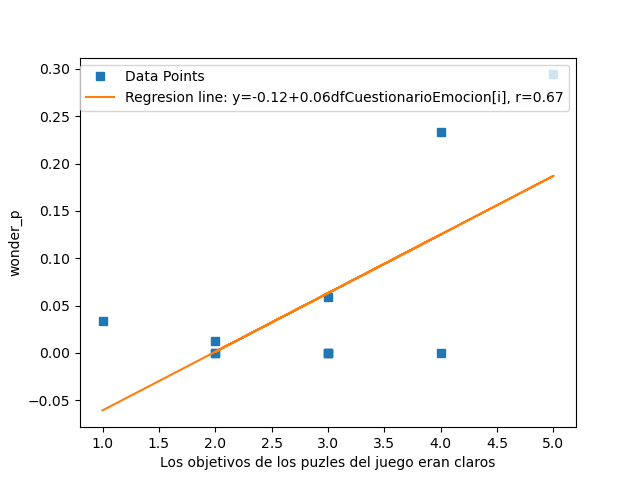 Data Points
Regresion line: y=-0.12+0.06dfCuestionarioEmocion[i], r=0.67
0.30
0.25
0.20
0.15
0.10
0.05
0.00
−0.05
wonder_p
1.0 1.5 2.0 2.5 3.0 3.5 4.0 4.5 5.0
Los objetivos de los puzles del juego eran claros